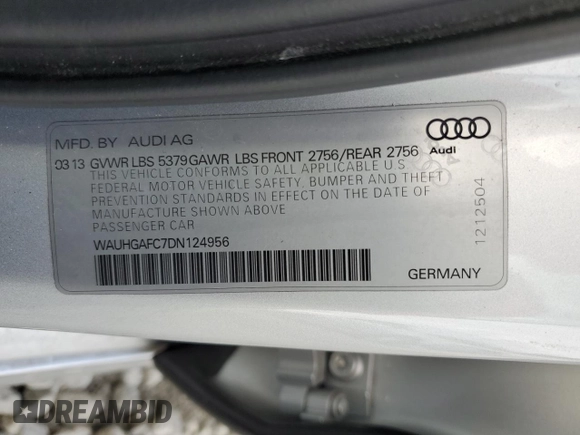 MFD. BY AUDI AG
03 13 GVWR LBS 5379 GAWR LBS FRONT 2756/REAR 2756
THIS VEHICLE CONFORMS TO ALL APPLICABLE U.S.
FEDERAL MOTOR VEHICLE SAFETY, BUMPER AND THEFT
PREVENTION STANDARDS IN EFFECT ON THE DATE OF
MANUFACTURE SHOWN ABOVE
PASSENGER CAR
WAUHGAFC7DN124956
GERMANY
Audi
1212504
DREAMBID